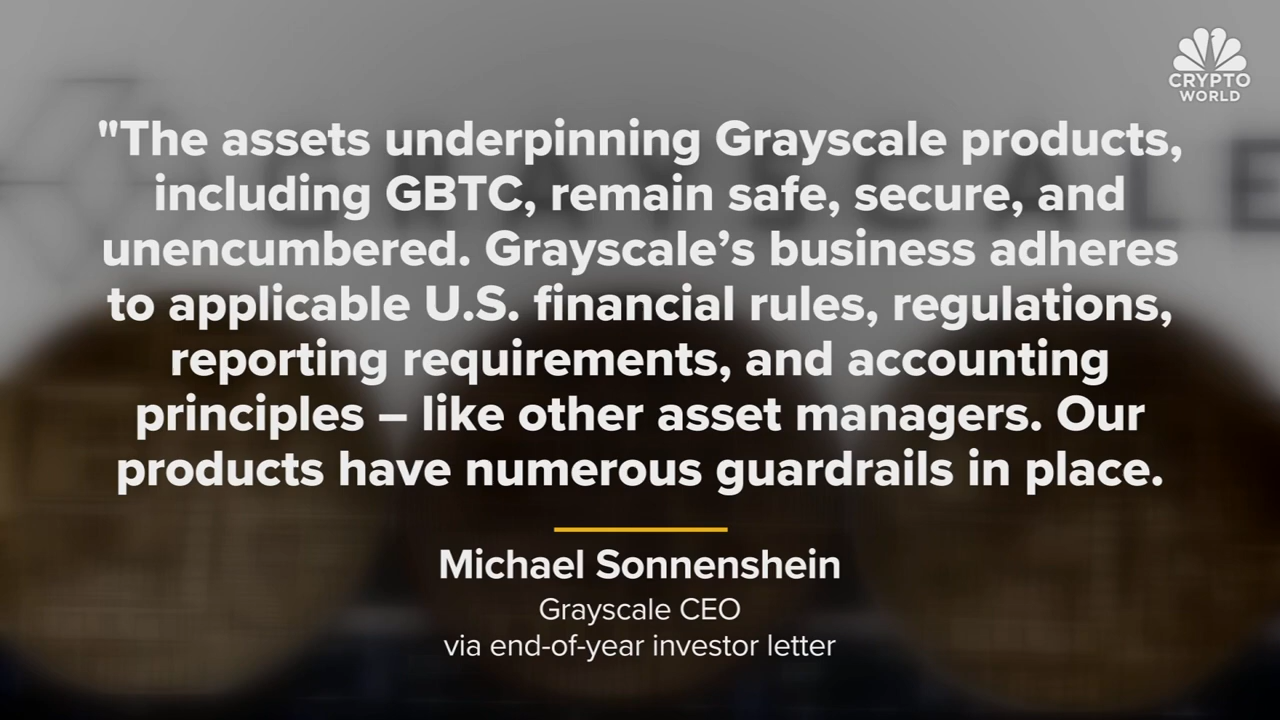 CRYPTO
WORLD
"The assets underpinning Grayscale products,
including GBTC, remain safe, secure, and
unencumbered. Grayscale’s business adheres
to applicable U.S. financial rules, regulations,
reporting requirements, and accounting
principles – like other asset managers. Our
products have numerous guardrails in place.
Michael Sonnenshein
Grayscale CEO
via end-of-year investor letter